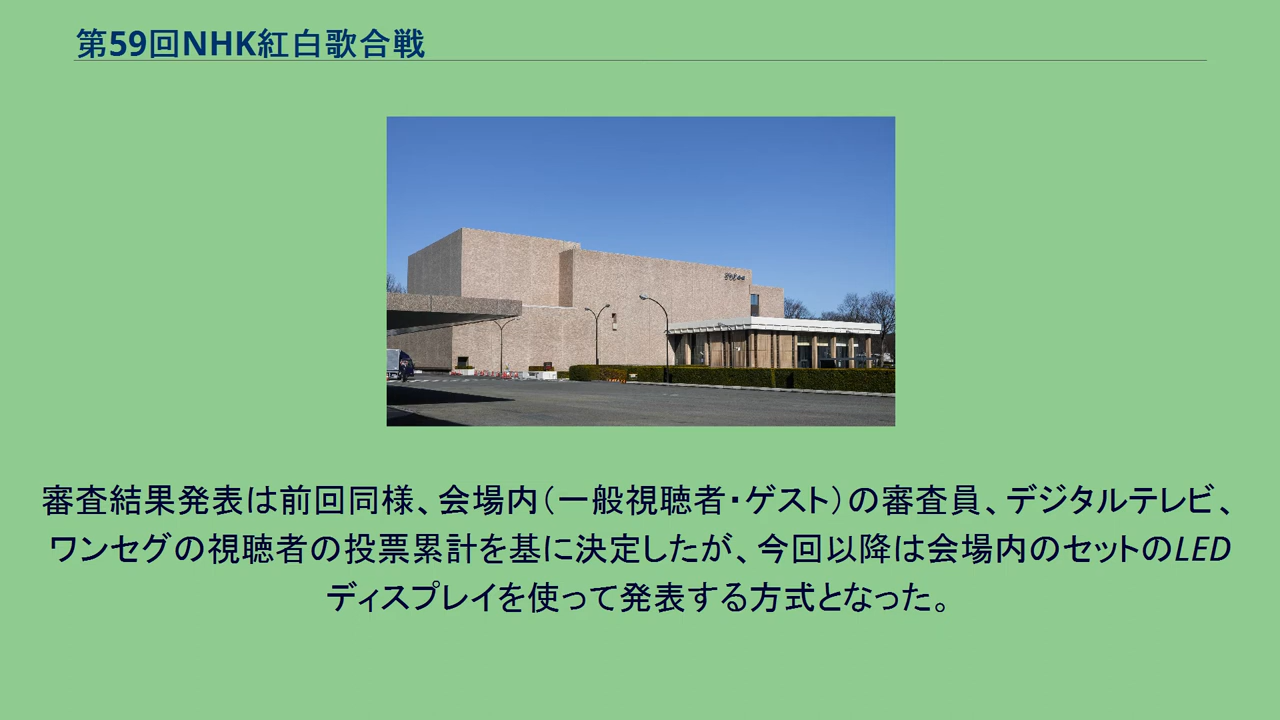 第59回NHK紅白歌合戦
審査結果発表は前回同様、会場内（一般視聴者・ゲスト）の審査員、デジタルテレビ、
ワンセグの視聴者の投票累計を基に決定したが、今回以降は会場内のセットのLED
ディスプレイを使って発表する方式となった。